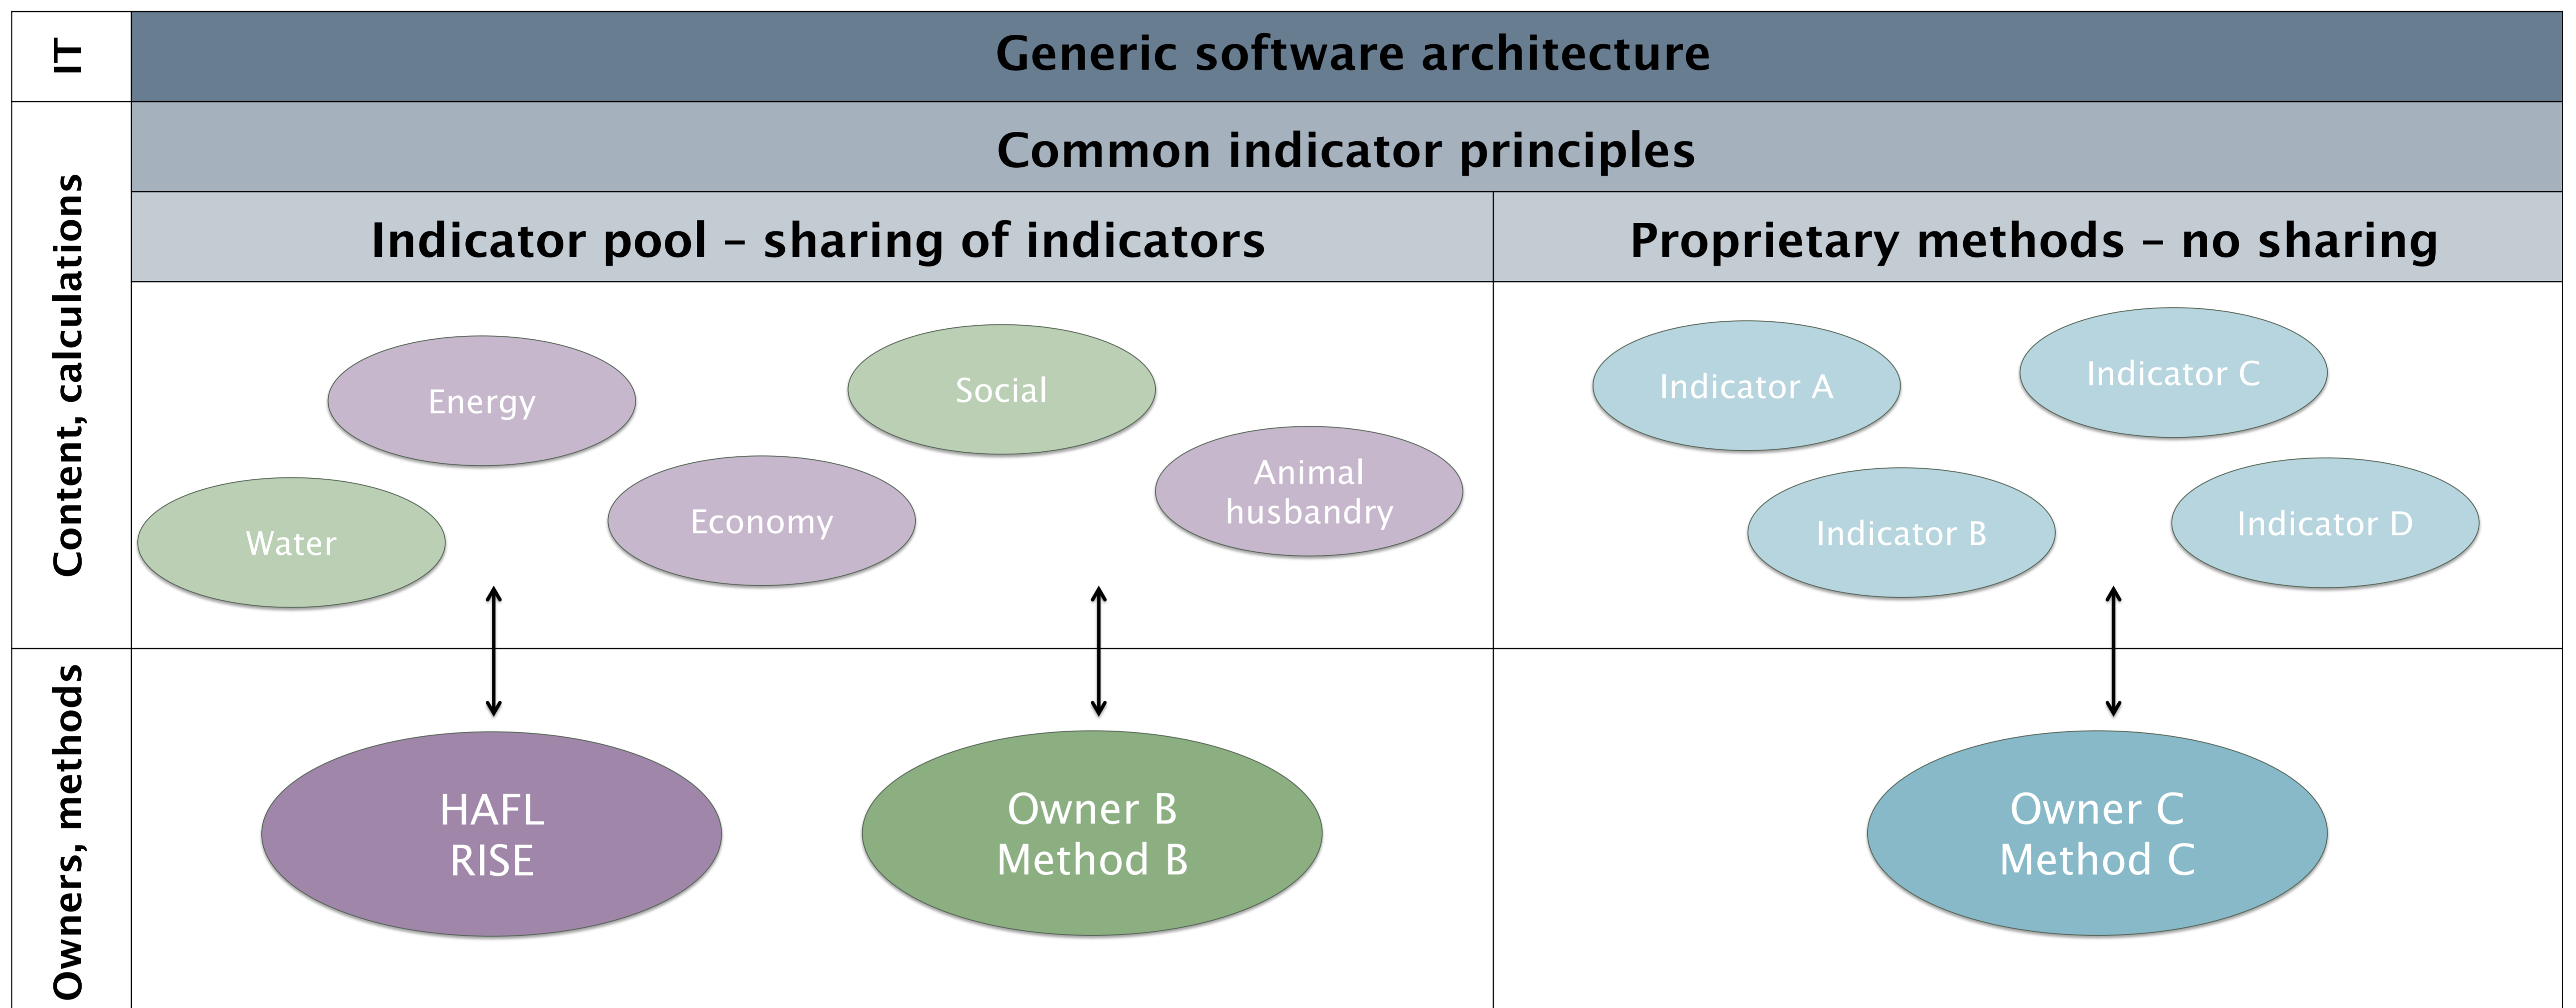 IT
Generic software architecture
Content, calculations
Common indicator principles
Indicator pool – sharing of indicators
Proprietary methods – no sharing
Energy
Social
Animal
husbandry
Economy
Water
Indicator A
Indicator C
Indicator B
Indicator D
Owners, methods
HAFL
RISE
Owner B
Method B
Owner C
Method C